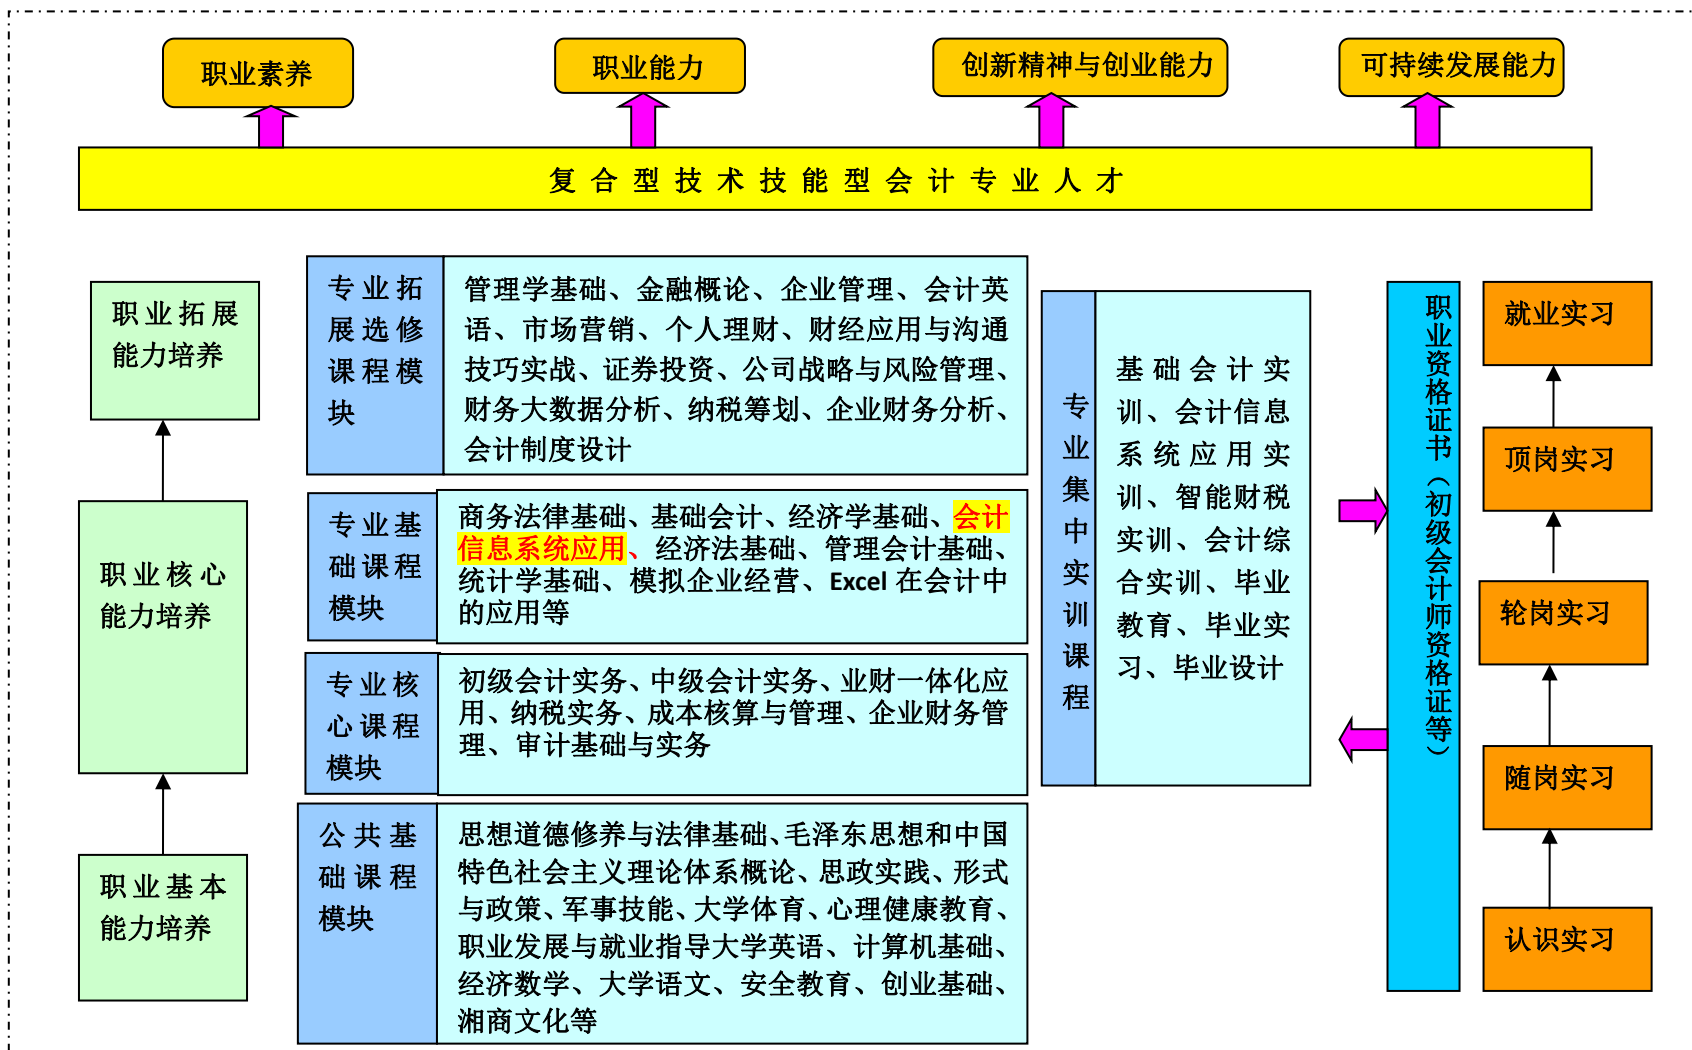 职业素养
职业能力
创新精神与创业能力
可持续发展能力
复合型技术技能型会计专业人才
职业拓展
能力培养
职业核心
能力培养
职业基本
能力培养
专业拓
展选修
课程模
块
管理学基础、金融概论、企业管理、会计英
语、市场营销、个人理财、财经应用与沟通
技巧实战、证券投资、公司战略与风险管理、
财务大数据分析、纳税筹划、企业财务分析、
会计制度设计
专业基
础课程
模块
商务法律基础、基础会计、经济学基础、会计
信息系统应用、经济法基础、管理会计基础、
统计学基础、模拟企业经营、Excel 在会计中
的应用等
专业核
心课程
模块
初级会计实务、中级会计实务、业财一体化应
用、纳税实务、成本核算与管理、企业财务管
理、审计基础与实务
公共基
础课程
模块
思想道德修养与法律基础、毛泽东思想和中国
特色社会主义理论体系概论、思政实践、形式
与政策、军事技能、大学体育、心理健康教育、
职业发展与就业指导大学英语、计算机基础、
经济数学、大学语文、安全教育、创业基础、
湘商文化等
专业集中实训课程
基础会计实
训、会计信息
系统应用实
训、智能财税
实训、会计综
合实训、毕业
教育、毕业实
习、毕业设计
职业资格证书（初级会计师资格证等）
就业实习
顶岗实习
轮岗实习
随岗实习
认识实习